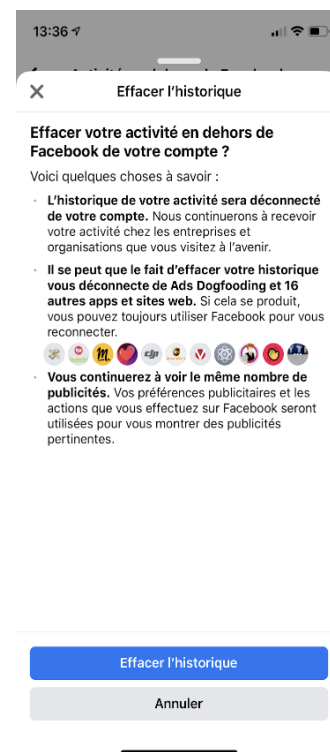 13:36
Effacer l'historique
Effacer votre activité en dehors de
Facebook de votre compte ?
Voici quelques choses à savoir :
· L'historique de votre activité sera déconnecté
de votre compte. Nous continuerons à recevoir
votre activité chez les entreprises et
organisations que vous visitez à l'avenir.
· Il se peut que le fait d'effacer votre historique
vous déconnecte de Ads Dogfooding et 16
autres apps et sites web. Si cela se produit,
vous pouvez toujours utiliser Facebook pour vous
reconnecter.
m. dji V
· Vous continuerez à voir le même nombre de
publicités. Vos préférences publicitaires et les
actions que vous effectuez sur Facebook seront
utilisées pour vous montrer des publicités
pertinentes.
Effacer l'historique
Annuler